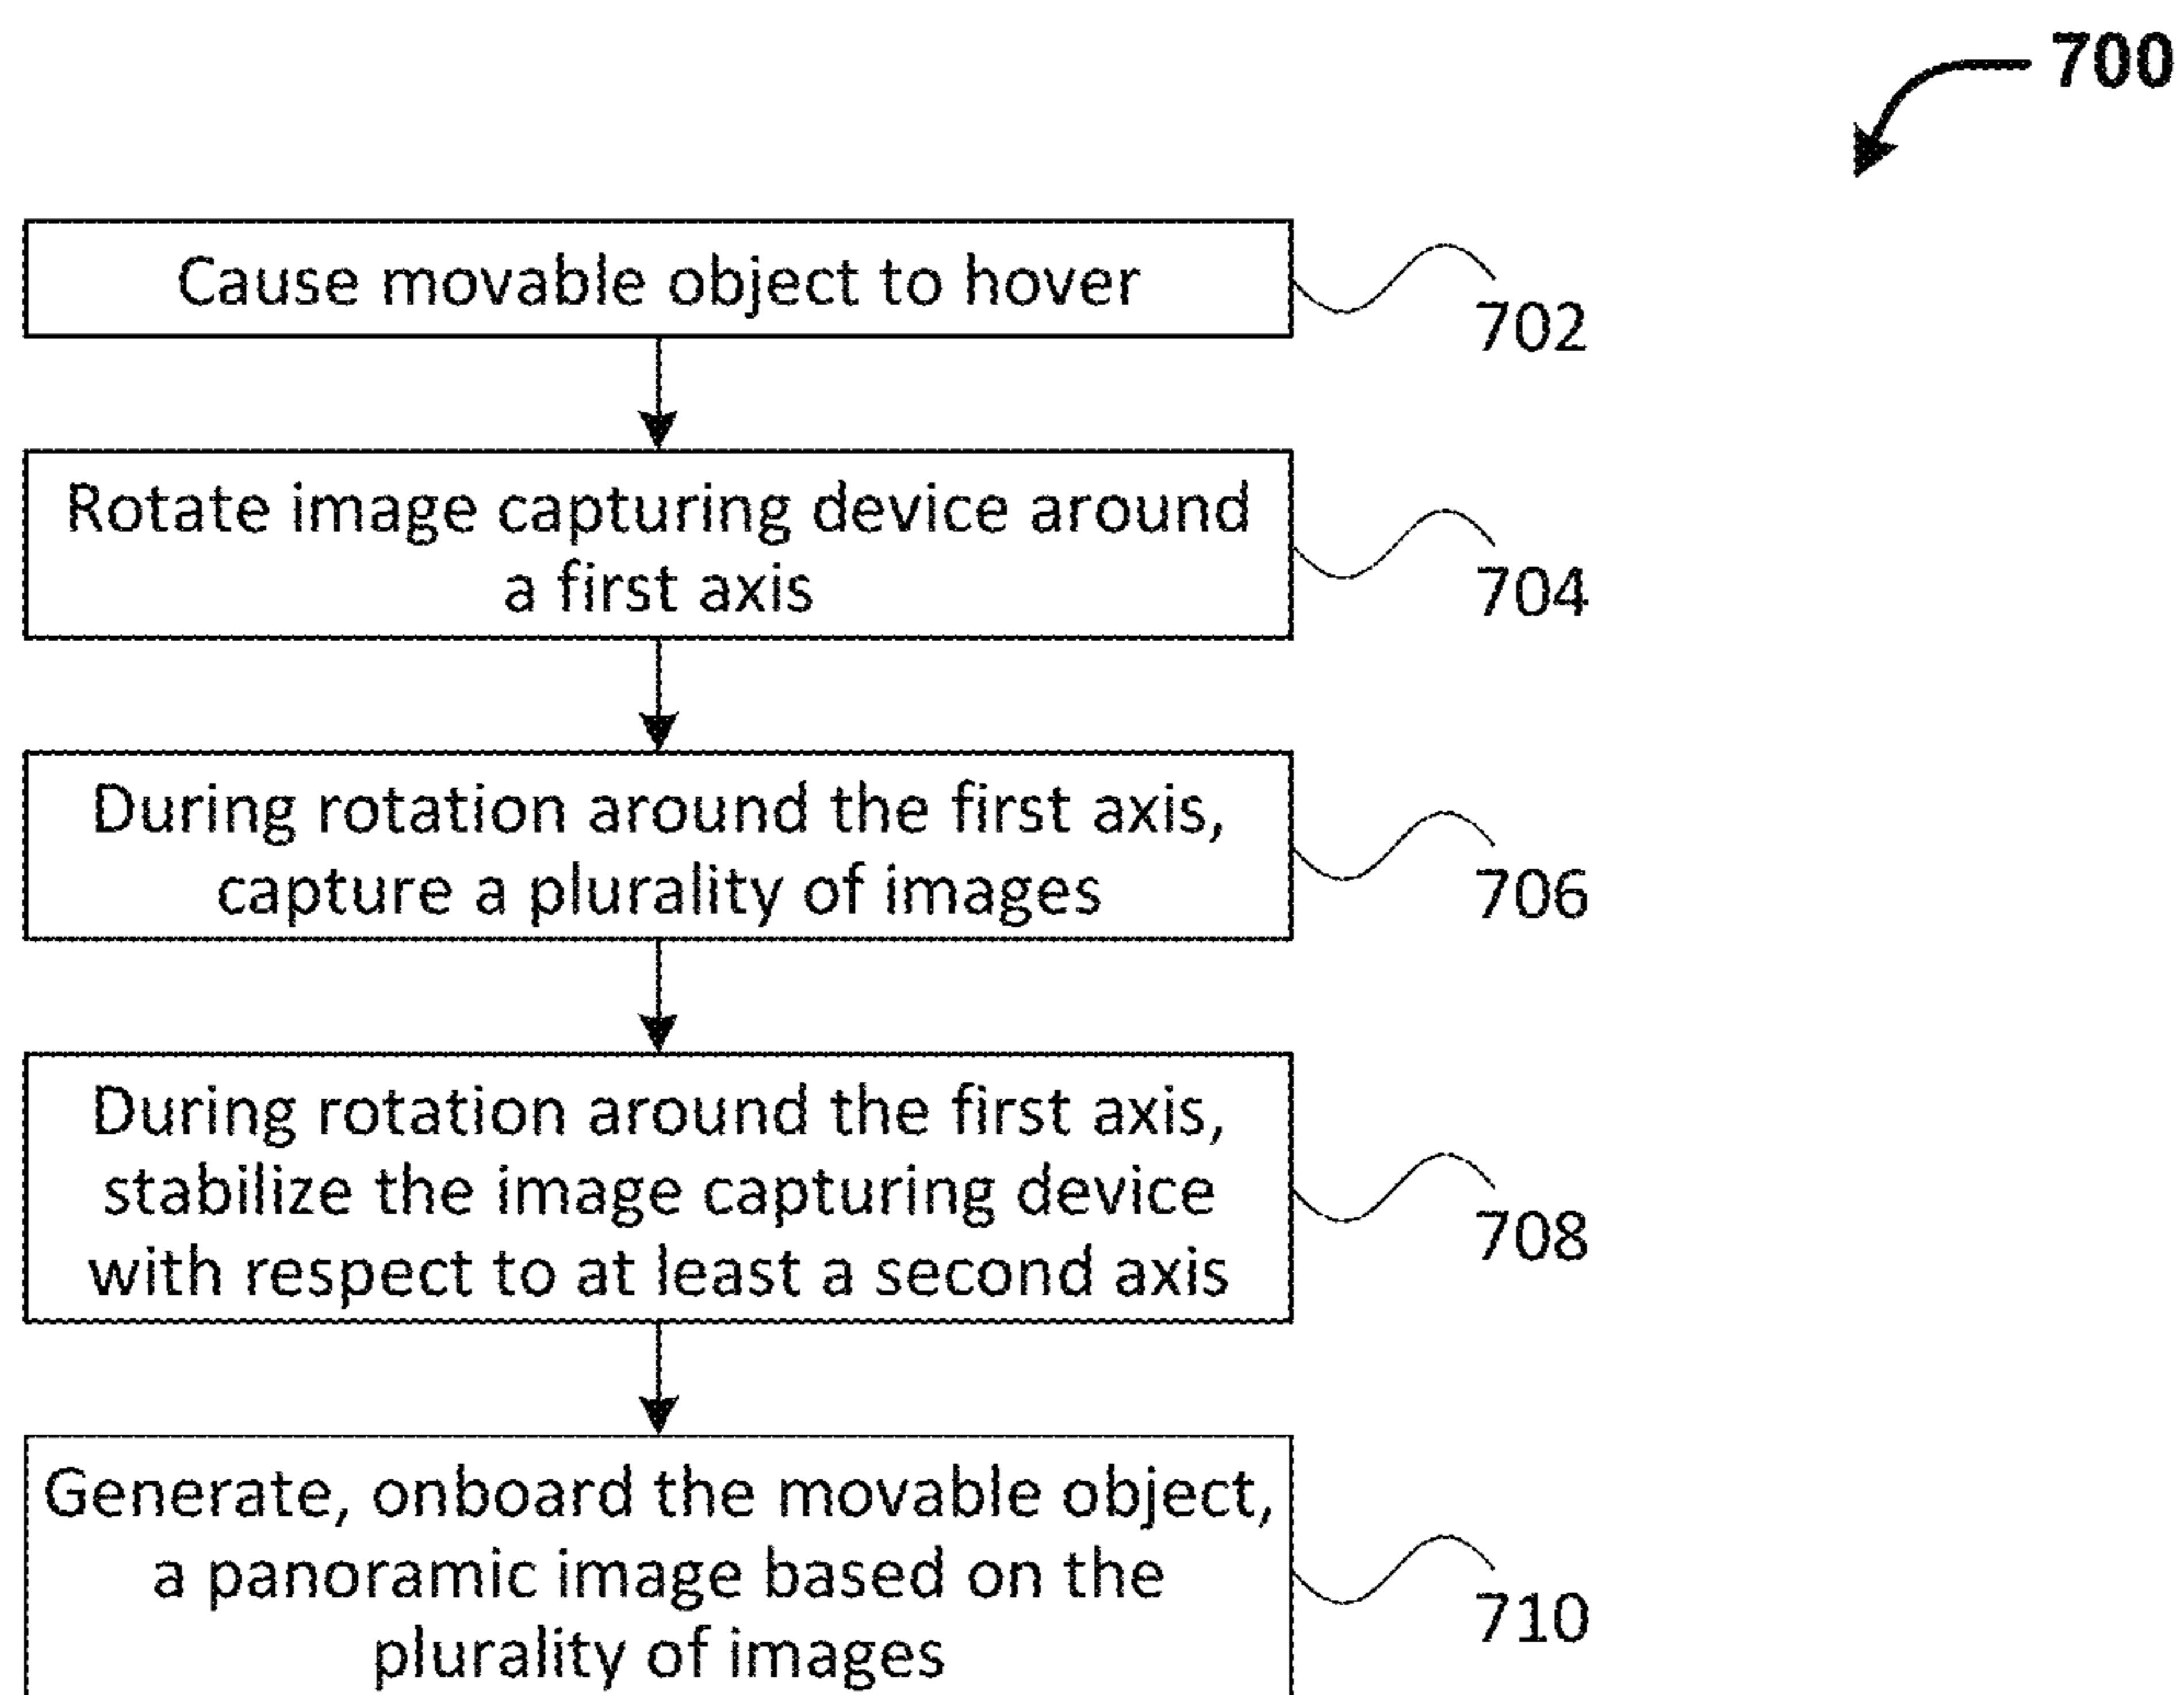 700
Cause movable object to hover
702
Rotate image capturing device around
a first axis
704
During rotation around the first axis,
capture a plurality of images
706
During rotation around the first axis,
stabilize the image capturing device
with respect to at least a second axis
708
Generate, onboard the movable object,
a panoramic image based on the
plurality of images
710